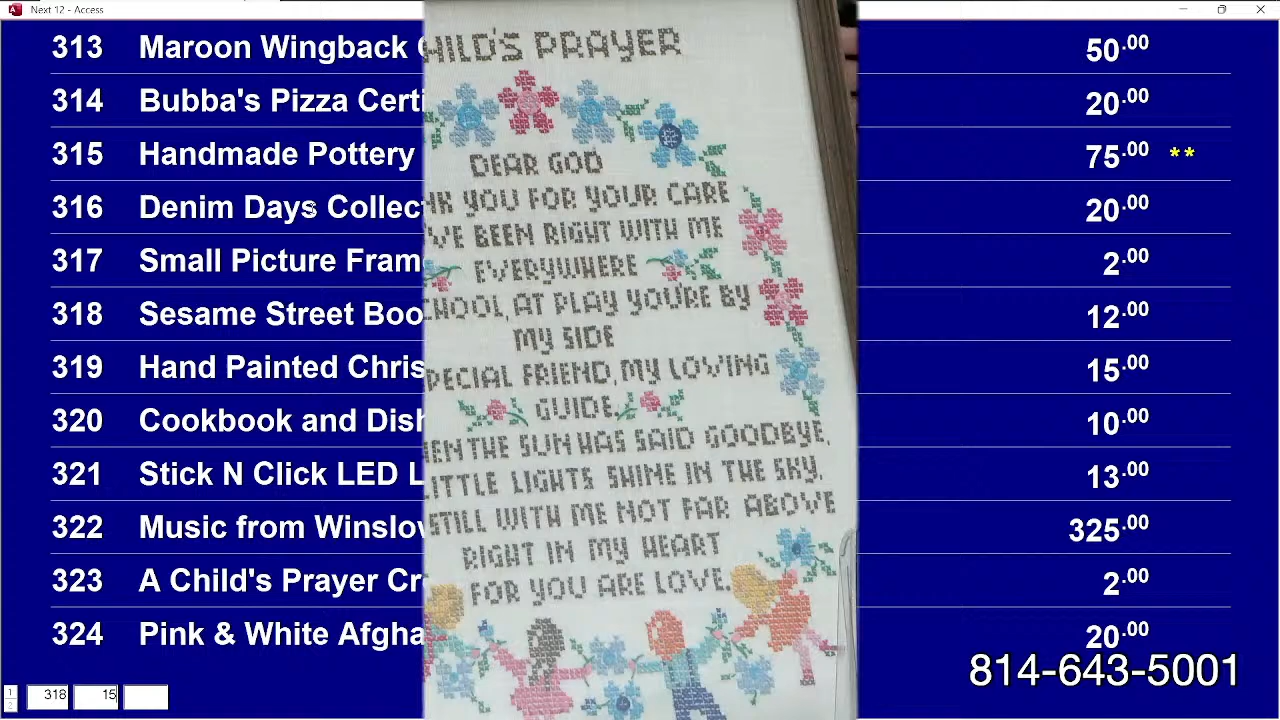 Next 12 - Access
313 Maroon Wingback 50.00
314 Bubba's Pizza Certi 20.00
315 Handmade Pottery 75.00 **
316 Denim Days Collec 20.00
317 Small Picture Fram 2.00
318 Sesame Street Boo 12.00
319 Hand Painted Chris 15.00
320 Cookbook and Dish 10.00
321 Stick N Click LED L 13.00
322 Music from Winslow 325.00
323 A Child's Prayer Cr 2.00
324 Pink & White Afgha 20.00
814-643-5001
1 2 318 15
HILD'S PRAYER
DEAR GOD
NK YOU FOR YOUR CARE
'VE BEEN RIGHT WITH ME
EVERYWHERE
CHOOL, AT PLAY YOU'RE BY
MY SIDE
PECIAL FRIEND, MY LOVING
GUIDE.
HEN THE SUN HAS SAID GOODBYE,
LITTLE LIGHTS SHINE IN THE SKY,
STILL WITH ME NOT FAR ABOVE
RIGHT IN MY HEART
FOR YOU ARE LOVE.